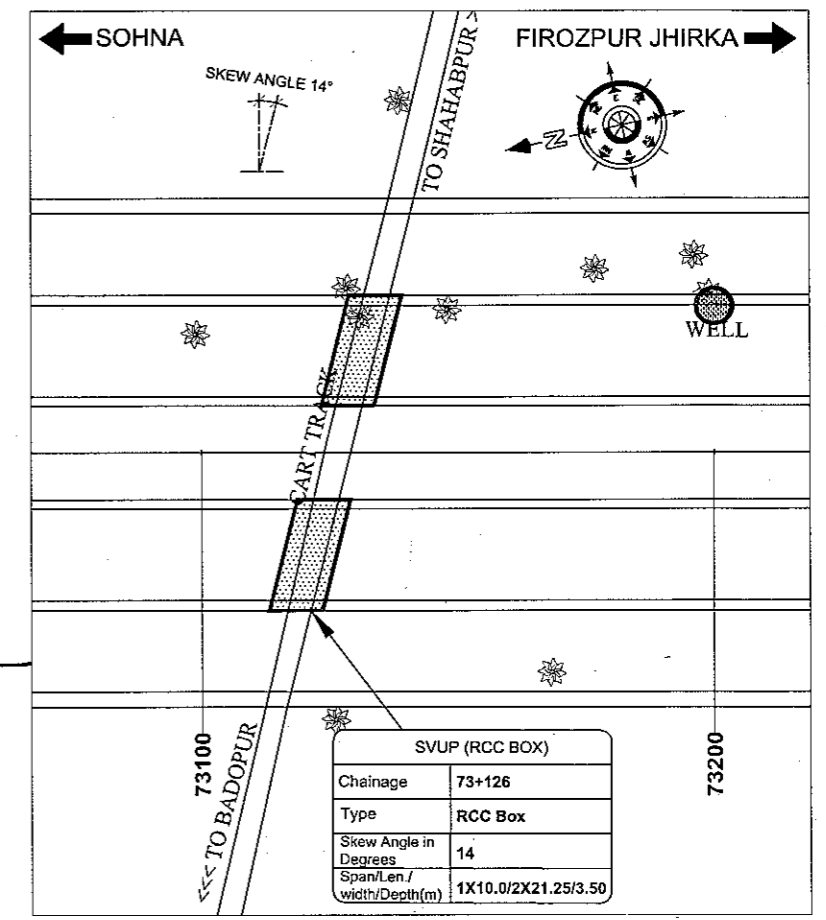 SOHNA
FIROZPUR JHIRKA
SKEW ANGLE 14°
N
TO SHAHABPUR >
WELL
CART TRACK
73100
73200
<<< TO BADOPUR
SVUP (RCC BOX)
Chainage 73+126
Type RCC Box
Skew Angle in
Degrees 14
Span/Len./
width/Depth(m) 1X10.0/2X21.25/3.50